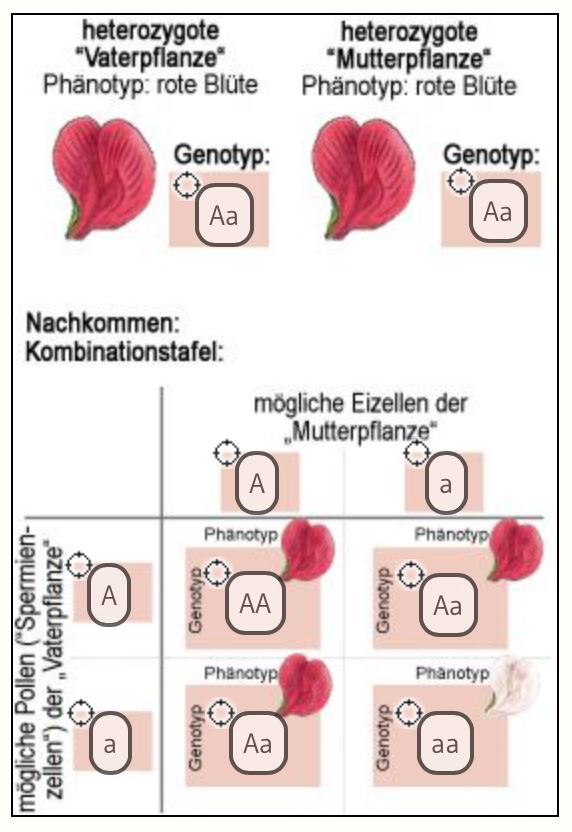 heterozygote
“Vaterpflanze“
Phänotyp: rote Blüte
Genotyp:
Aa
heterozygote
“Mutterpflanze“
Phänotyp: rote Blüte
Genotyp:
Aa
Nachkommen:
Kombinationstafel:
mögliche Eizellen der
„Mutterpflanze“
A
a
mögliche Pollen (“Spermien-
zellen“) der „Vaterpflanze“
A
Phänotyp
Genotyp
AA
Phänotyp
Genotyp
Aa
a
Phänotyp
Genotyp
Aa
Phänotyp
Genotyp
aa